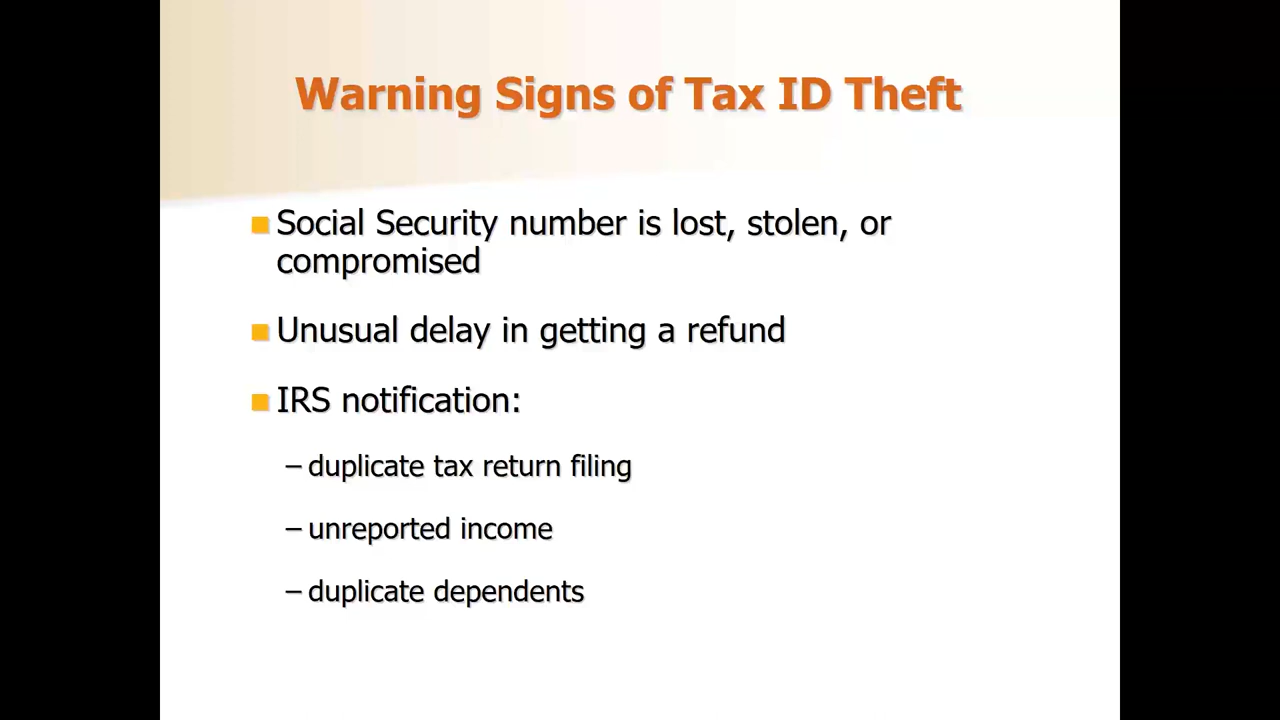 Warning Signs of Tax ID Theft
Social Security number is lost, stolen, or
compromised
Unusual delay in getting a refund
IRS notification:
– duplicate tax return filing
– unreported income
– duplicate dependents